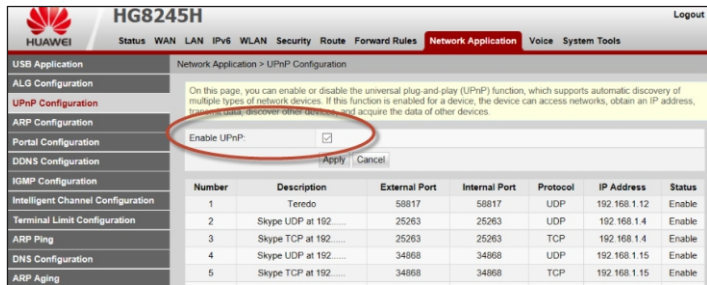 HG8245H
Logout
HUAWEI
Status WAN LAN IPv6 WLAN Security Route Forward Rules Network Application Voice System Tools
USB Application
ALG Configuration
UPnP Configuration
ARP Configuration
Portal Configuration
DDNS Configuration
IGMP Configuration
Intelligent Channel Configuration
Terminal Limit Configuration
ARP Ping
DNS Configuration
ARP Aging
Network Application > UPnP Configuration
On this page, you can enable or disable the universal plug-and-play (UPnP) function, which supports automatic discovery of
multiple types of network devices. If this function is enabled for a device, the device can access networks, obtain an IP address,
transmit data, discover other devices, and acquire the data of other devices.
Enable UPnP:
Apply Cancel
Number Description External Port Internal Port Protocol IP Address Status
1 Teredo 58817 58817 UDP 192.168.1.12 Enable
2 Skype UDP at 192...... 25263 25263 UDP 192.168.1.4 Enable
3 Skype TCP at 192...... 25263 25263 TCP 192.168.1.4 Enable
4 Skype UDP at 192...... 34868 34868 UDP 192.168.1.15 Enable
5 Skype TCP at 192...... 34868 34868 TCP 192.168.1.15 Enable